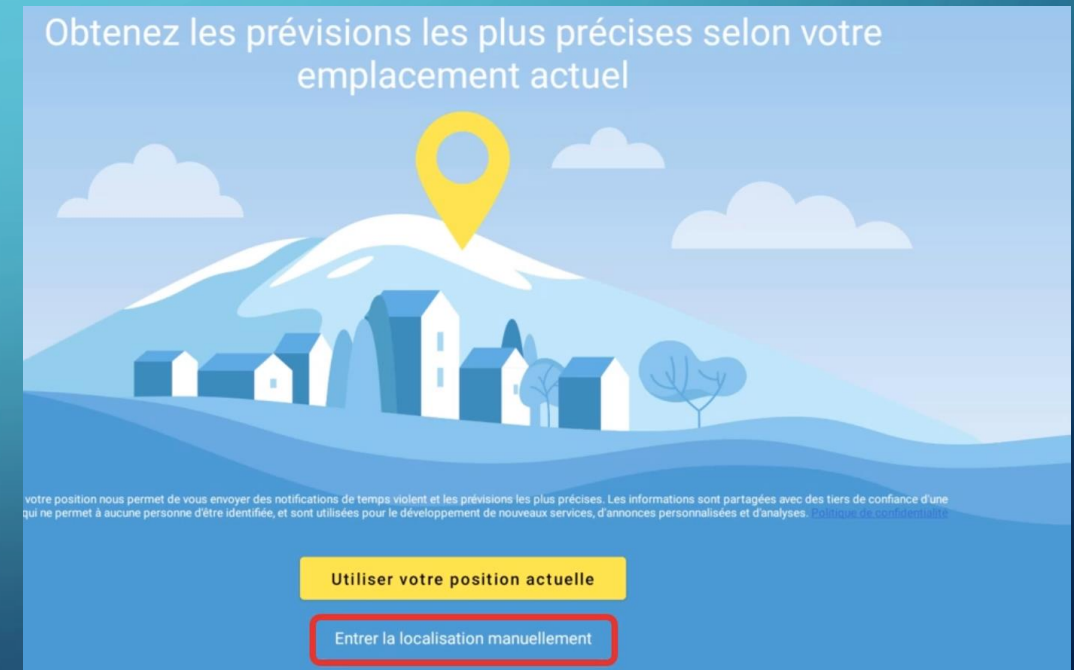 Obtenez les prévisions les plus précises selon votre
emplacement actuel
votre position nous permet de vous envoyer des notifications de temps violent et les prévisions les plus précises. Les informations sont partagées avec des tiers de confiance d'une
qui ne permet à aucune personne d'être identifiée, et sont utilisées pour le développement de nouveaux services, d'annonces personnalisées et d'analyses. Politique de confidentialité
Utiliser votre position actuelle
Entrer la localisation manuellement